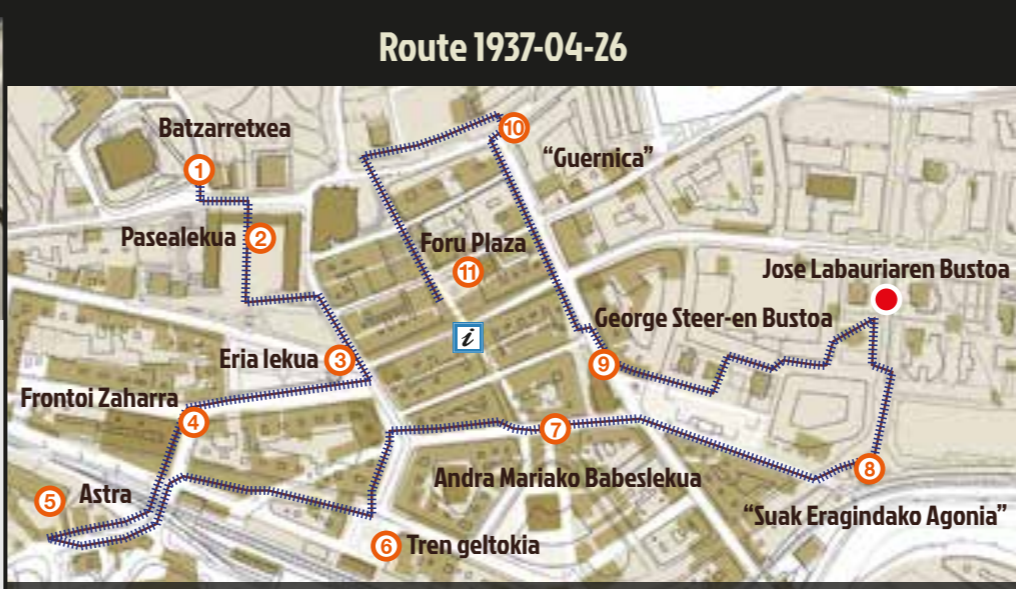 Route 1937-04-26
Batzarretxea
1
10
"Guernica"
Pasealekua 2
Foru Plaza
11
Jose Labauriaren Bustoa
i
George Steer-en Bustoa
Eria lekua 3
9
Frontoi Zaharra
4
7
8
Andra Mariako Babeslekua
5 Astra
"Suak Eragindako Agonia"
6 Tren geltokia